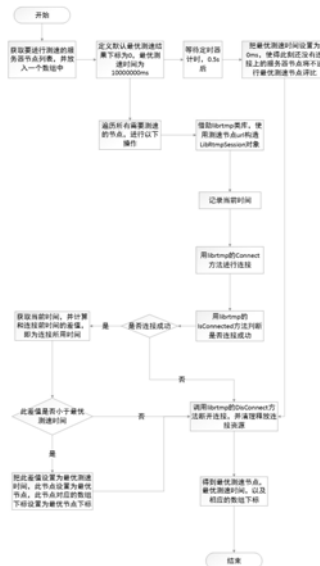 开始
获取要进行测速的服
务器节点列表，并放
入一个数组中
定义默认最优测速结
果下标为0，最优测
速时间为
10000000ms
等待定时器
计时，0.5s
后
把最优测速时间设置为
0ms，使得此刻还没有连
接上的服务器节点将不进
行最优测速节点评比
遍历所有需要测速
的节点，进行以下
操作
借助librtmp类库，使
用测速节点url构造
LibRtmpSession对象
记录当前时间
用librtmp的Connect
方法进行连接
用librtmp的
IsConnected方法判断
是否连接成功
是否连接成功
是
获取当前时间，并计算
和连接前时间的差值，
即为连接所用时间
否
此差值是否小于最优
测速时间
否
调用librtmp的DisConnect方
法断开连接，并清理释放连
接资源
是
把此差值设置为最优测速
时间，此节点设置为最优
节点，此节点对应的数组
下标设置为最优节点下标
得到最优测速节点，
最优测速时间，以及
相应的数组下标
结束